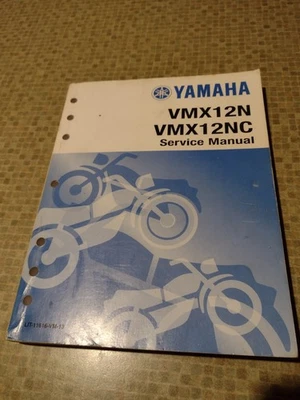 YAMAHA
VMX12N
VMX12NC
Service Manual